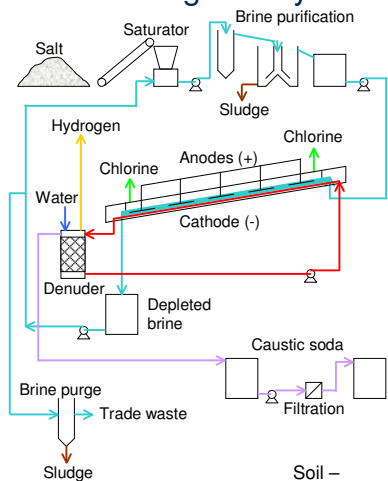 Brine purification
Saturator
Salt
Sludge
Hydrogen
Chlorine
Anodes (+)
Chlorine
Water
Cathode (-)
Denuder
Depleted
brine
Caustic soda
Brine purge
Trade waste
Filtration
Sludge
Soil –